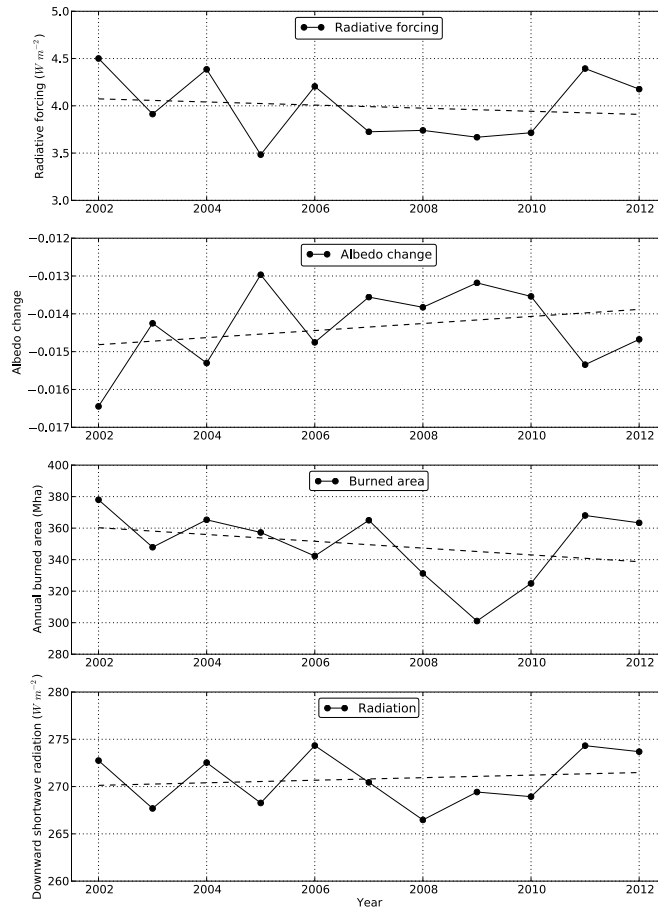 Radiative forcing
Radiative forcing (W m⁻²)
5.0
4.5
4.0
3.5
3.0
2002 2004 2006 2008 2010 2012
Albedo change
Albedo change
−0.012
−0.013
−0.014
−0.015
−0.016
−0.017
2002 2004 2006 2008 2010 2012
Burned area
Annual burned area (Mha)
400
380
360
340
320
300
280
2002 2004 2006 2008 2010 2012
Radiation
Downward shortwave radiation (W m⁻²)
280
275
270
265
260
2002 2004 2006 2008 2010 2012
Year